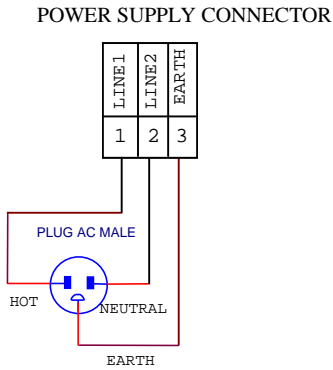 POWER SUPPLY CONNECTOR
LINE1
LINE2
EARTH
1
2
3
PLUG AC MALE
HOT
NEUTRAL
EARTH